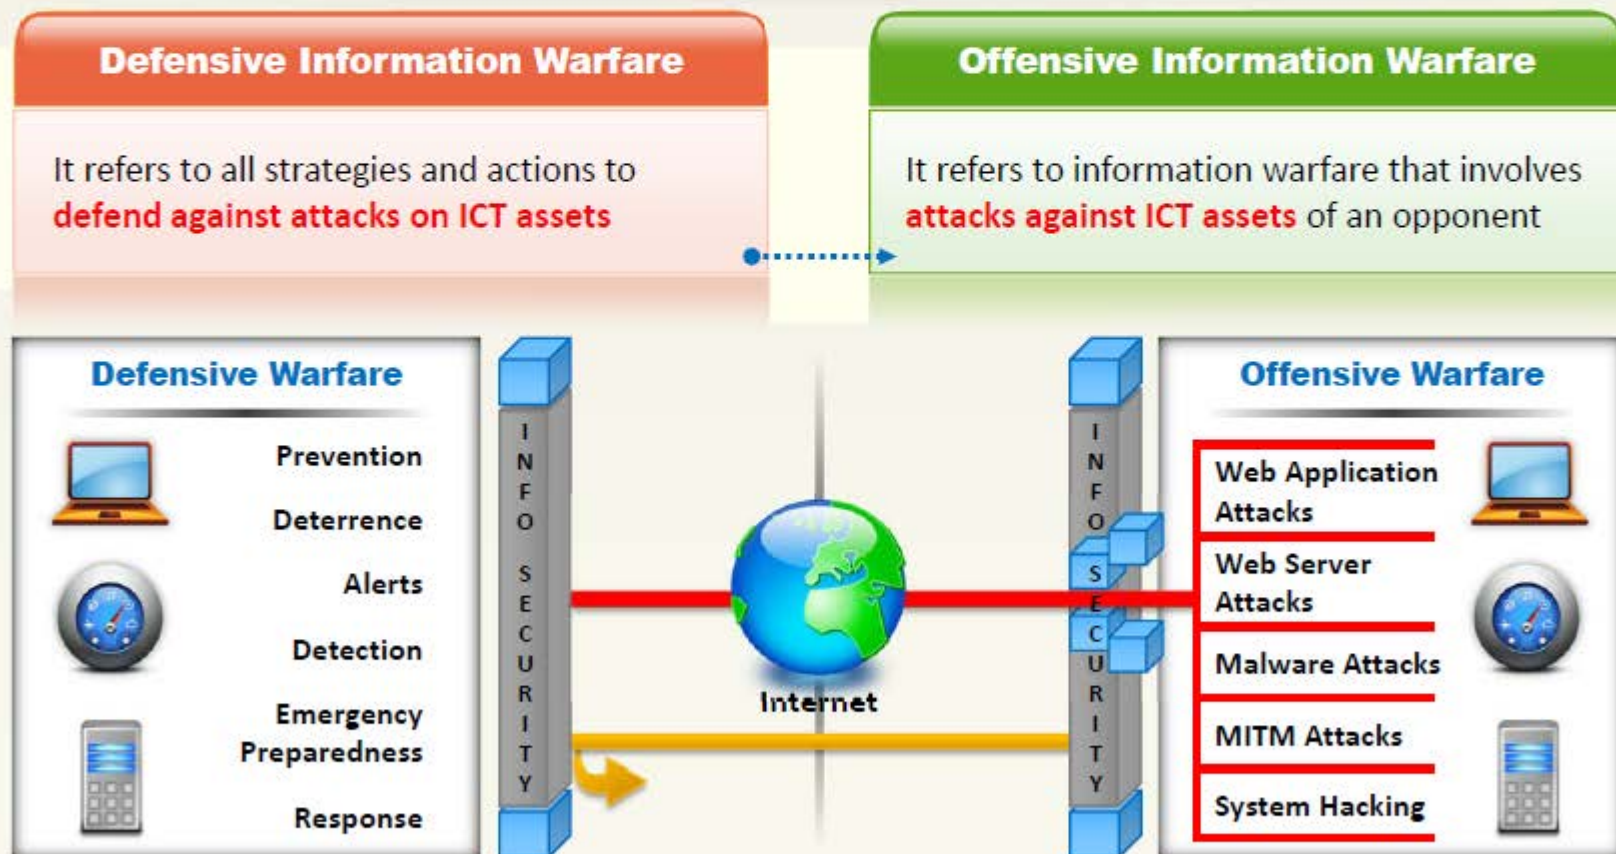 Defensive Information Warfare
It refers to all strategies and actions to
defend against attacks on ICT assets
Offensive Information Warfare
It refers to information warfare that involves
attacks against ICT assets of an opponent
Defensive Warfare
Prevention
Deterrence
Alerts
Detection
Emergency
Preparedness
Response
INFO SECURITY
Internet
INFO SECURITY
Offensive Warfare
Web Application
Attacks
Web Server
Attacks
Malware Attacks
MITM Attacks
System Hacking